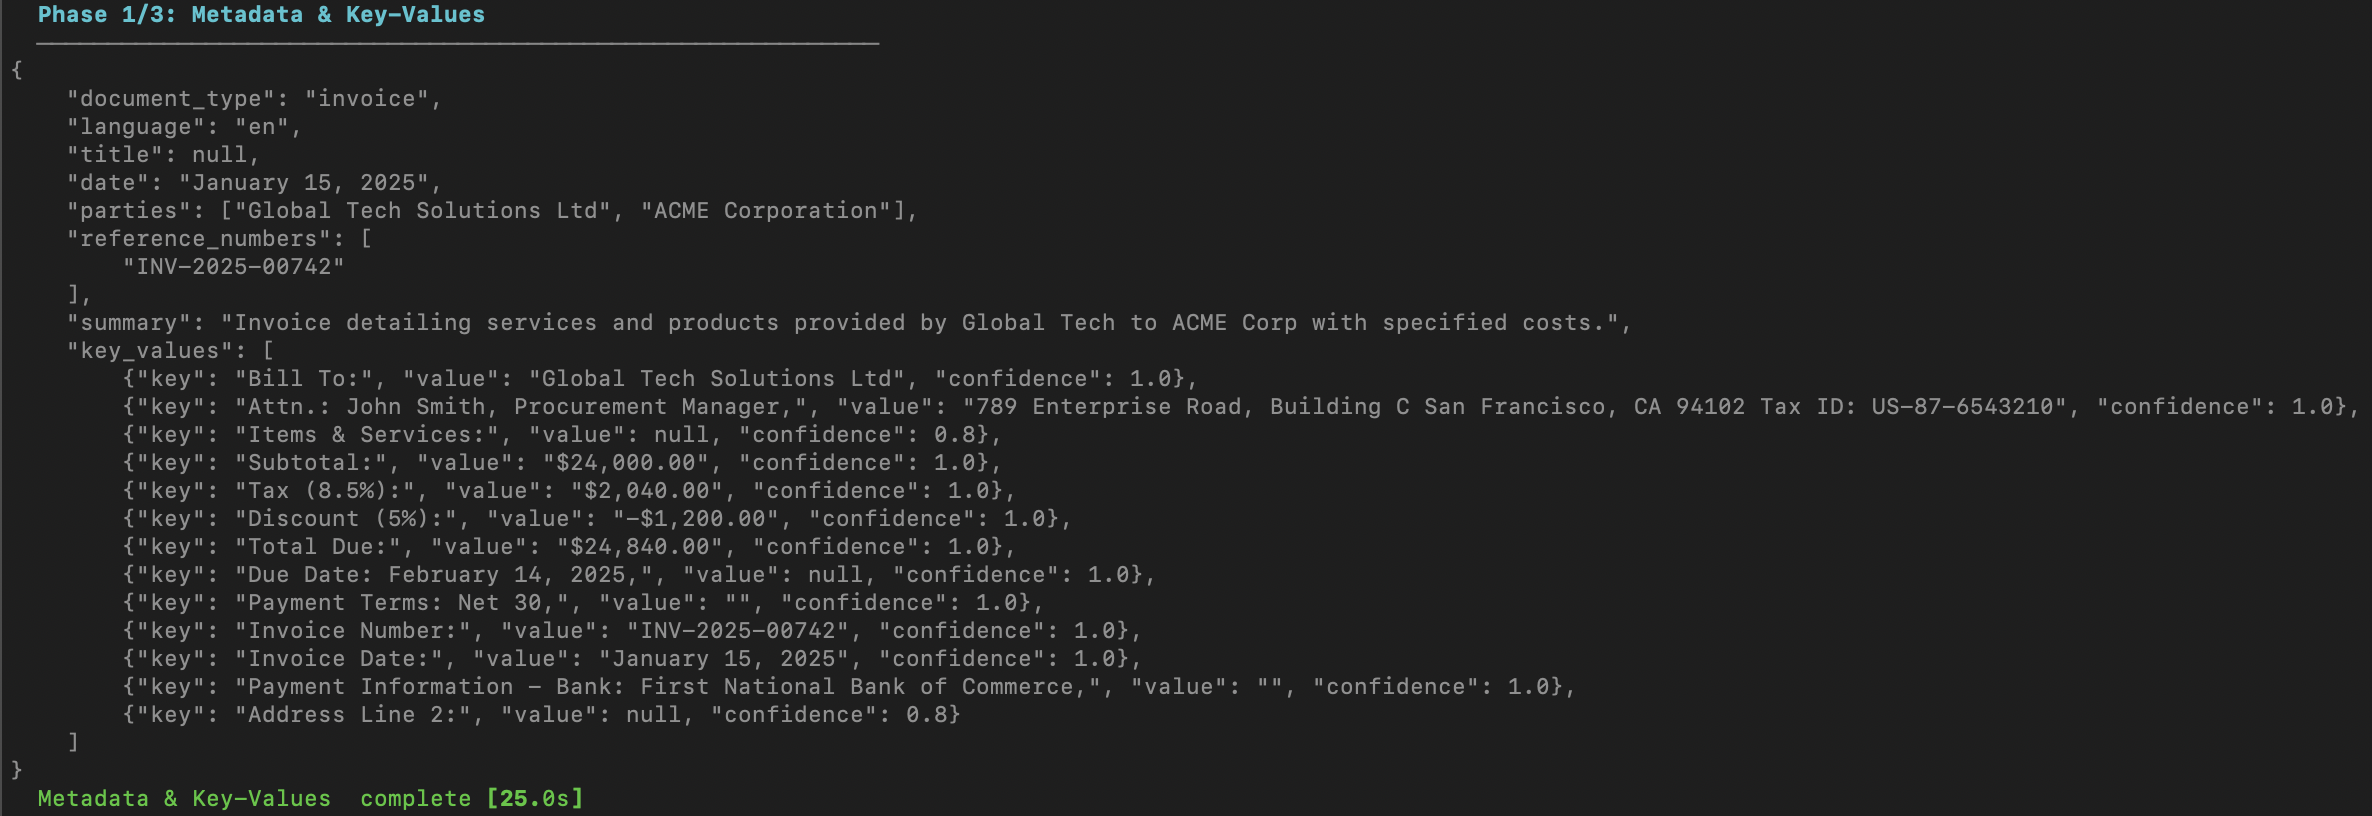 Phase 1/3: Metadata & Key-Values
{
    "document_type": "invoice",
    "language": "en",
    "title": null,
    "date": "January 15, 2025",
    "parties": ["Global Tech Solutions Ltd", "ACME Corporation"],
    "reference_numbers": [
        "INV-2025-00742"
    ],
    "summary": "Invoice detailing services and products provided by Global Tech to ACME Corp with specified costs.",
    "key_values": [
        {"key": "Bill To:", "value": "Global Tech Solutions Ltd", "confidence": 1.0},
        {"key": "Attn.: John Smith, Procurement Manager,", "value": "789 Enterprise Road, Building C San Francisco, CA 94102 Tax ID: US-87-6543210", "confidence": 1.0},
        {"key": "Items & Services:", "value": null, "confidence": 0.8},
        {"key": "Subtotal:", "value": "$24,000.00", "confidence": 1.0},
        {"key": "Tax (8.5%):", "value": "$2,040.00", "confidence": 1.0},
        {"key": "Discount (5%):", "value": "-$1,200.00", "confidence": 1.0},
        {"key": "Total Due:", "value": "$24,840.00", "confidence": 1.0},
        {"key": "Due Date: February 14, 2025,", "value": null, "confidence": 1.0},
        {"key": "Payment Terms: Net 30,", "value": "", "confidence": 1.0},
        {"key": "Invoice Number:", "value": "INV-2025-00742", "confidence": 1.0},
        {"key": "Invoice Date:", "value": "January 15, 2025", "confidence": 1.0},
        {"key": "Payment Information - Bank: First National Bank of Commerce,", "value": "", "confidence": 1.0},
        {"key": "Address Line 2:", "value": null, "confidence": 0.8}
    ]
}
Metadata & Key-Values  complete [25.0s]